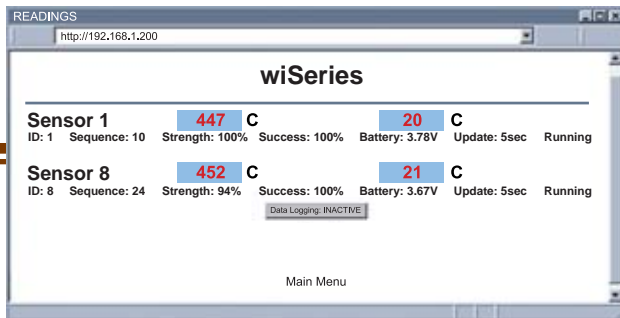 READINGS
http://192.168.1.200
wiSeries
Sensor 1 447 C 20 C
ID: 1 Sequence: 10 Strength: 100% Success: 100% Battery: 3.78V Update: 5sec Running
Sensor 8 452 C 21 C
ID: 8 Sequence: 24 Strength: 94% Success: 100% Battery: 3.67V Update: 5sec Running
Data Logging: INACTIVE
Main Menu